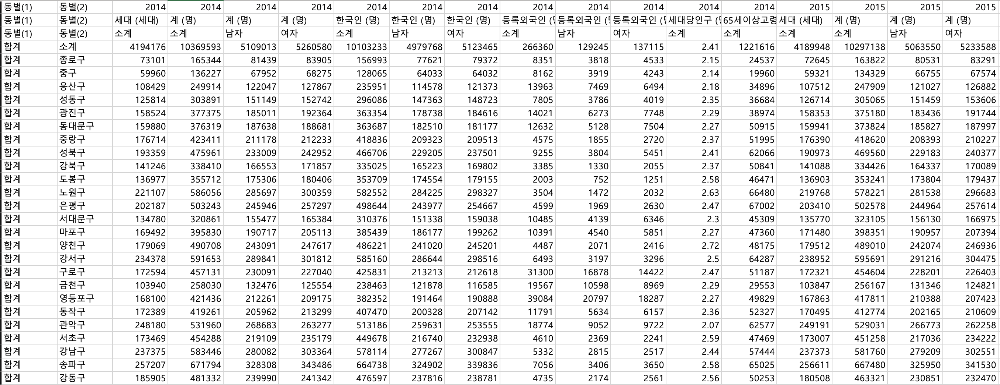 동별(1) 동별(2) 2014 2014 2014 2014 2014 2014 2014 2014 2014 2014 2014 2014 2015 2015 2015 2015
동별(1) 동별(2) 세대 (세대) 계 (명) 계 (명) 계 (명) 한국인 (명) 한국인 (명) 한국인 (명) 등록외국인 ( 등록외국인 ( 등록외국인 ( 세대당인구 ( 65세이상고령 세대 (세대) 계 (명) 계 (명) 계 (명)
동별(1) 동별(2) 소계 소계 남자 여자 소계 남자 여자 소계 남자 여자 소계 소계 소계 소계 남자 여자
합계 소계 4194176 10369593 5109013 5260580 10103233 4979768 5123465 266360 129245 137115 2.41 1221616 4189948 10297138 5063550 5233588
합계 종로구 73101 165344 81439 83905 156993 77621 79372 8351 3818 4533 2.15 24537 72645 163822 80531 83291
합계 중구 59960 136227 67952 68275 128065 64033 64032 8162 3919 4243 2.14 19960 59321 134329 66755 67574
합계 용산구 108429 249914 122047 127867 235951 114578 121373 13963 7469 6494 2.18 34896 107512 247909 121027 126882
합계 성동구 125814 303891 151149 152742 296086 147363 148723 7805 3786 4019 2.35 36684 126714 305065 151459 153606
합계 광진구 158524 377375 185011 192364 363354 178738 184616 14021 6273 7748 2.29 38974 158353 375180 183436 191744
합계 동대문구 159880 376319 187638 188681 363687 182510 181177 12632 5128 7504 2.27 50915 159941 373824 185827 187997
합계 중랑구 176714 423411 211178 212233 418836 209323 209513 4575 1855 2720 2.37 51995 176390 418620 208393 210227
합계 성북구 193359 475961 233009 242952 466706 229205 237501 9255 3804 5451 2.41 62066 190973 469560 229183 240377
합계 강북구 141246 338410 166553 171857 335025 165223 169802 3385 1330 2055 2.37 50841 141088 334426 164337 170089
합계 도봉구 136977 355712 175306 180406 353709 174554 179155 2003 752 1251 2.58 46471 136903 353241 173804 179437
합계 노원구 221107 586056 285697 300359 582552 284225 298327 3504 1472 2032 2.63 66480 219768 578221 281538 296683
합계 은평구 202187 503243 245946 257297 498644 243977 254667 4599 1969 2630 2.47 67002 203410 502578 244964 257614
합계 서대문구 134780 320861 155477 165384 310376 151338 159038 10485 4139 6346 2.3 45309 135770 323105 156130 166975
합계 마포구 169492 395830 190717 205113 385439 186177 199262 10391 4540 5851 2.27 47360 171480 398351 190957 207394
합계 양천구 179069 490708 243091 247617 486221 241020 245201 4487 2071 2416 2.72 48175 179512 489010 242074 246936
합계 강서구 234378 591653 289841 301812 585160 286644 298516 6493 3197 3296 2.5 64287 238952 595691 291216 304475
합계 구로구 172594 457131 230091 227040 425831 213213 212618 31300 16878 14422 2.47 51187 172321 454604 228201 226403
합계 금천구 103940 258030 132476 125554 238463 121878 116585 19567 10598 8969 2.29 29553 103847 256167 131346 124821
합계 영등포구 168100 421436 212261 209175 382352 191464 190888 39084 20797 18287 2.27 49829 167863 417811 210388 207423
합계 동작구 172389 419261 205962 213299 407470 200328 207142 11791 5634 6157 2.36 52327 170495 412774 202165 210609
합계 관악구 248180 531960 268683 263277 513186 259631 253555 18774 9052 9722 2.07 62577 249191 529031 266773 262258
합계 서초구 173469 454288 219109 235179 449678 216740 232938 4610 2369 2241 2.59 47469 173007 451258 217036 234222
합계 강남구 237375 583446 280082 303364 578114 277267 300847 5332 2815 2517 2.44 57444 237373 581760 279209 302551
합계 송파구 257207 671794 328308 343486 664738 324902 339836 7056 3406 3650 2.58 65025 256611 667480 325950 341530
합계 강동구 185905 481332 239990 241342 476597 237816 238781 4735 2174 2561 2.56 50253 180508 463321 230851 232470